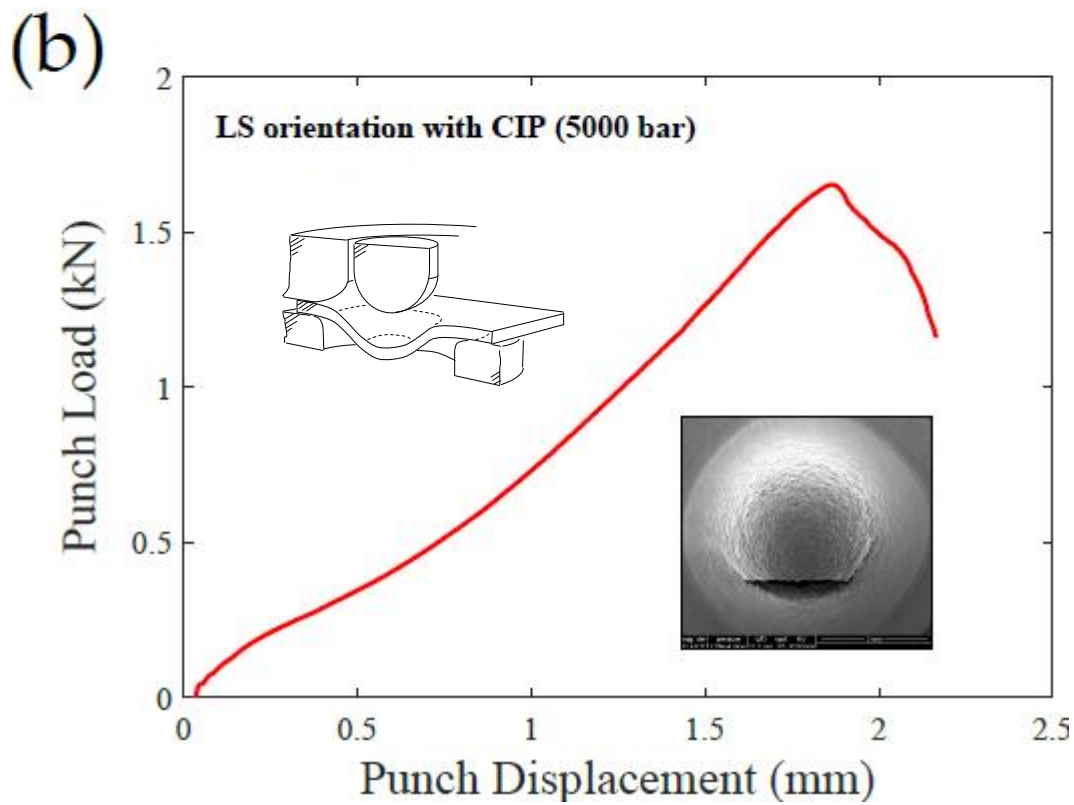 (b)
2
LS orientation with CIP (5000 bar)
1.5
1
0.5
0
0
0.5
1
1.5
2
2.5
Punch Load (kN)
Punch Displacement (mm)